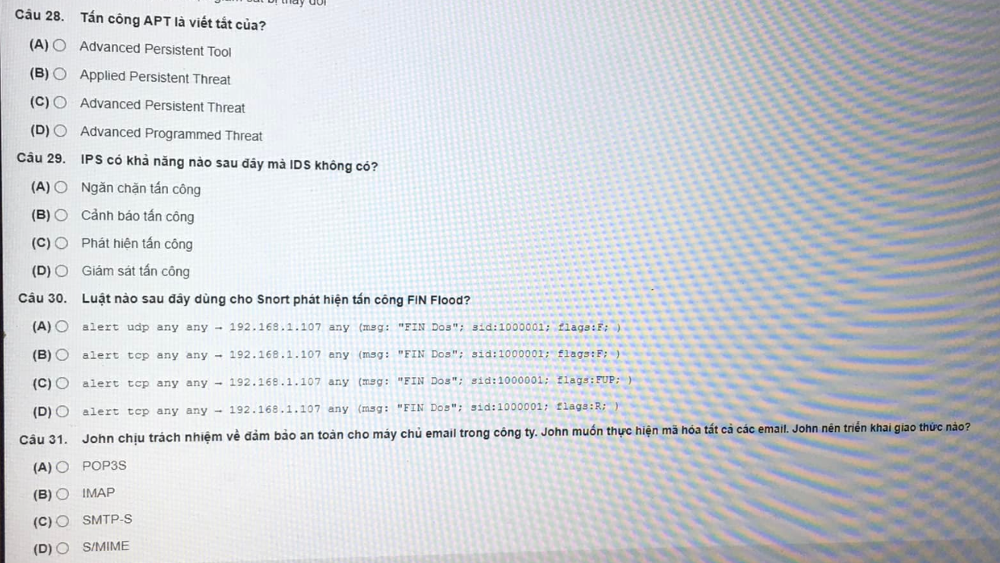 Câu 28. Tấn công APT là viết tắt của?
(A) Advanced Persistent Tool
(B) Applied Persistent Threat
(C) Advanced Persistent Threat
(D) Advanced Programmed Threat
Câu 29. IPS có khả năng nào sau đây mà IDS không có?
(A) Ngăn chặn tấn công
(B) Cảnh báo tấn công
(C) Phát hiện tấn công
(D) Giám sát tấn công
Câu 30. Luật nào sau đây dùng cho Snort phát hiện tấn công FIN Flood?
(A) alert udp any any → 192.168.1.107 any (msg: "FIN Dos"; sid:1000001; flags:F; )
(B) alert tcp any any → 192.168.1.107 any (msg: "FIN Dos"; sid:1000001; flags:F; )
(C) alert tcp any any → 192.168.1.107 any (msg: "FIN Dos"; sid:1000001; flags:FUP; )
(D) alert tcp any any → 192.168.1.107 any (msg: "FIN Dos"; sid:1000001; flags:R; )
Câu 31. John chịu trách nhiệm về đảm bảo an toàn cho máy chủ email trong công ty. John muốn thực hiện mã hóa tất cả các email. John nên triển khai giao thức nào?
(A) POP3S
(B) IMAP
(C) SMTP-S
(D) S/MIME